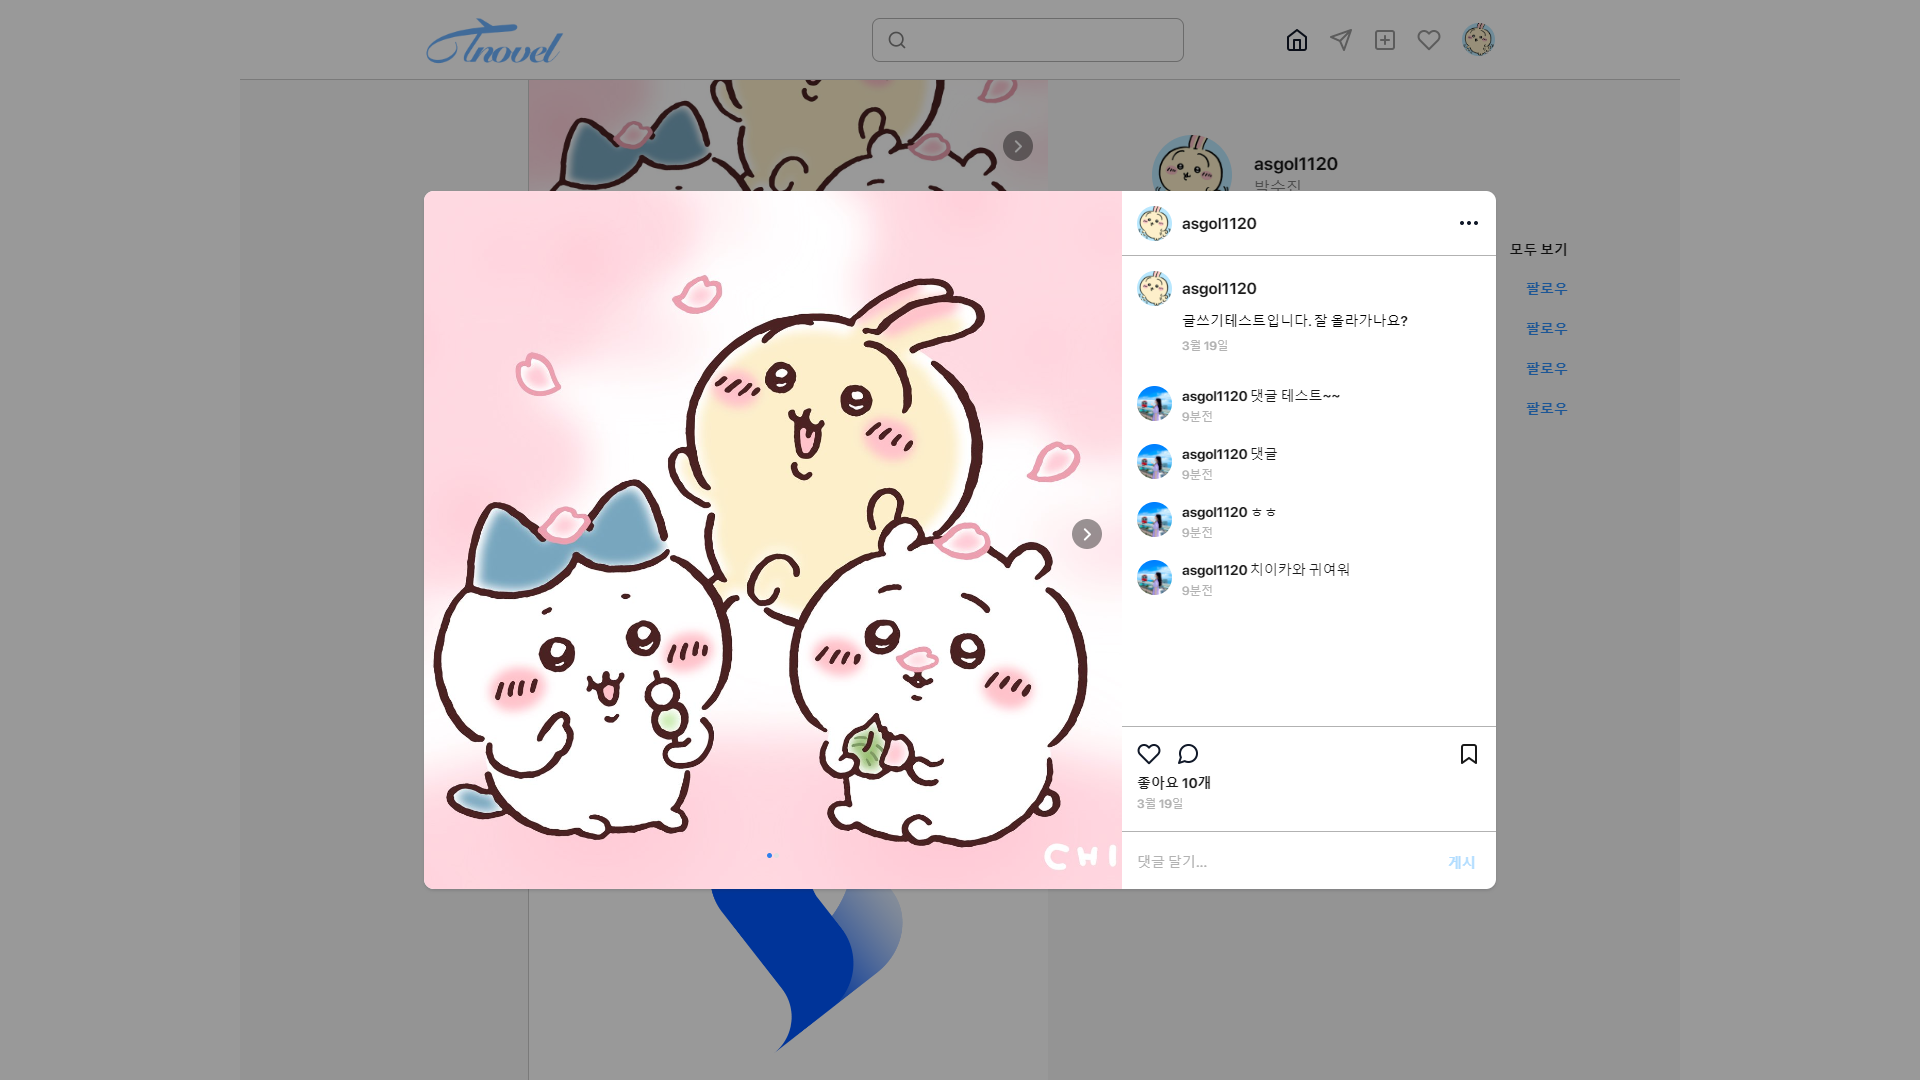 Tnovel
asgol1120
박수진
모두 보기
팔로우
팔로우
팔로우
팔로우
CHI
asgol1120
asgol1120
글쓰기테스트입니다. 잘 올라가나요?
3월 19일
asgol1120 댓글 테스트~~
9분전
asgol1120 댓글
9분전
asgol1120 ㅎㅎ
9분전
asgol1120 치이카와 귀여워
9분전
좋아요 10개
3월 19일
댓글 달기...
게시